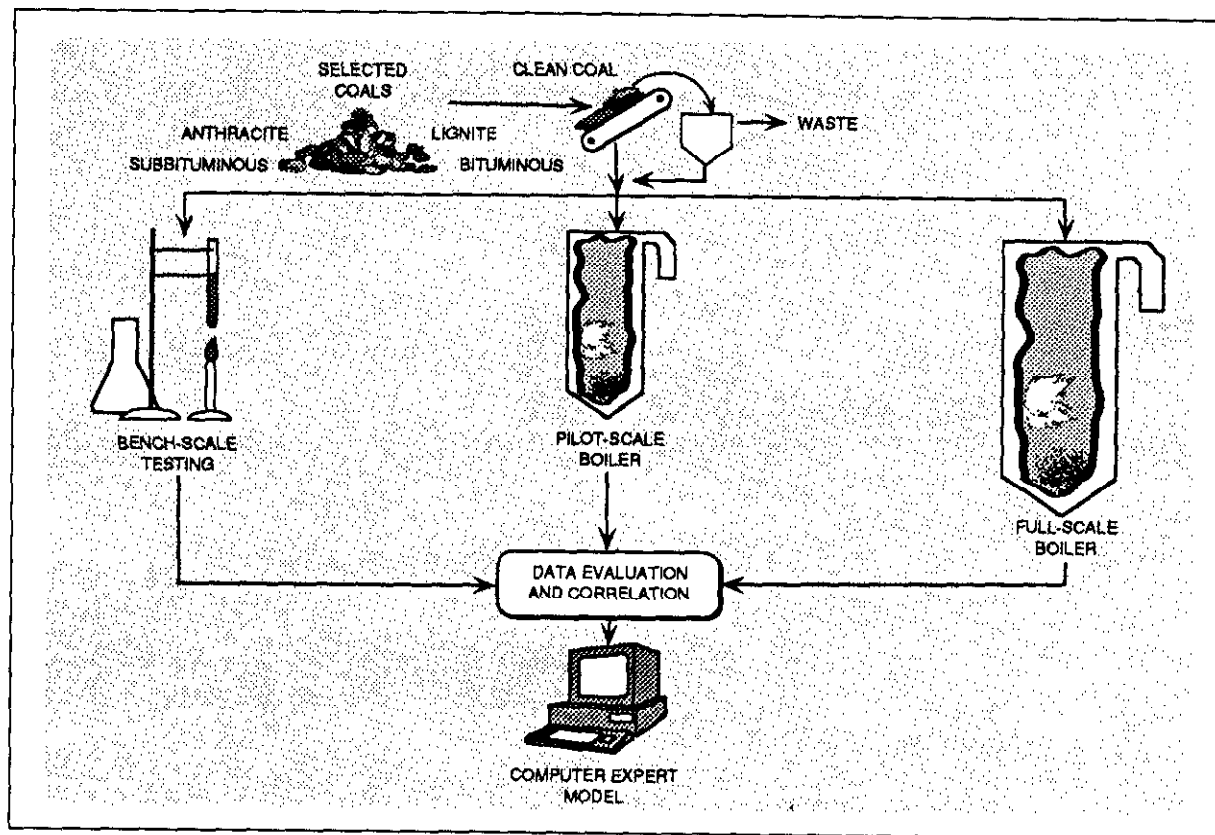 SELECTED
COALS
CLEAN COAL
WASTE
ANTHRACITE
LIGNITE
SUBBITUMINOUS
BITUMINOUS
BENCH-SCALE
TESTING
PILOT-SCALE
BOILER
FULL-SCALE
BOILER
DATA EVALUATION
AND CORRELATION
COMPUTER EXPERT
MODEL